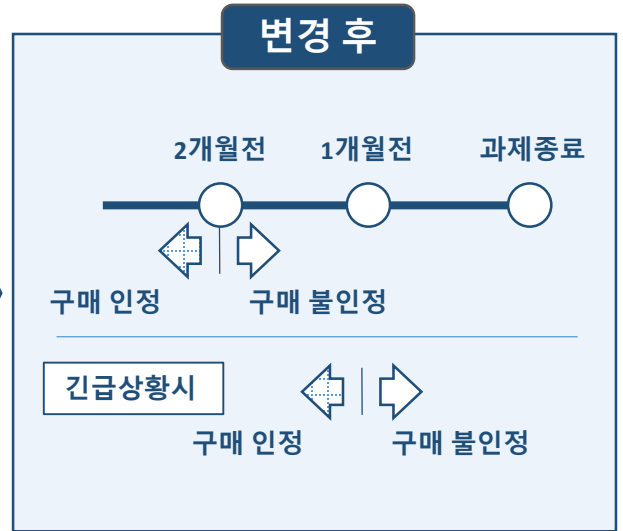 변경 후
2개월전 1개월전 과제종료
구매 인정 구매 불인정
긴급상황시
구매 인정 구매 불인정